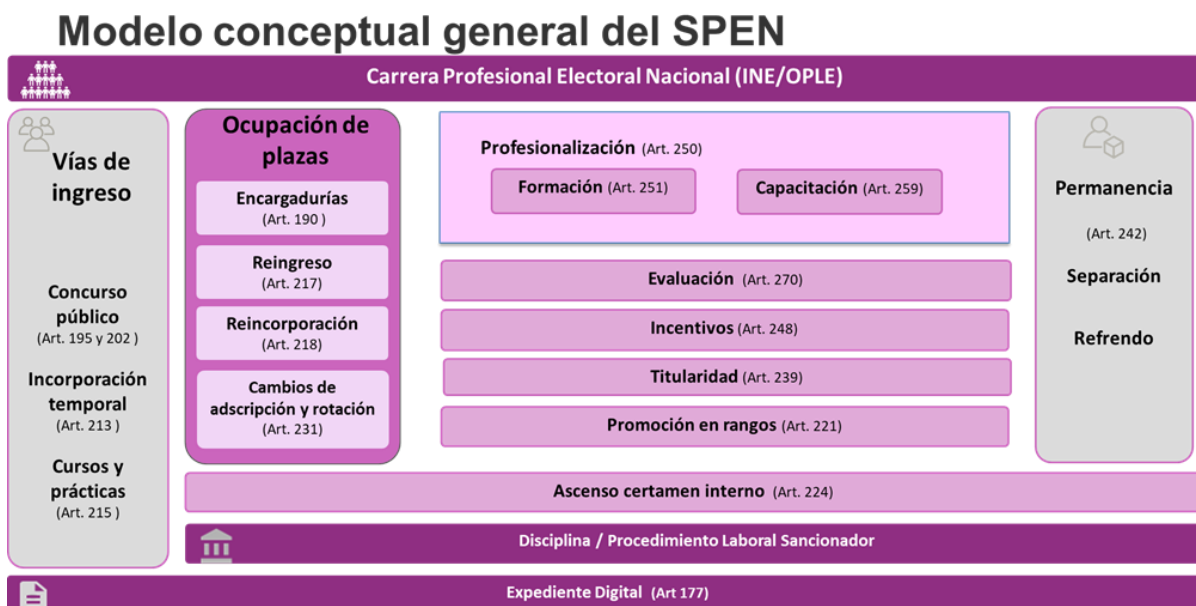 Modelo conceptual general del SPEN
Carrera Profesional Electoral Nacional (INE/OPLE)
Vías de
ingreso
Concurso
público
(Art. 195 y 202 )
Incorporación
temporal
(Art. 213 )
Cursos y
prácticas
(Art. 215 )
Ocupación de
plazas
Encargadurías
(Art. 190 )
Reingreso
(Art. 217)
Reincorporación
(Art. 218)
Cambios de
adscripción y rotación
(Art. 231)
Profesionalización (Art. 250)
Formación (Art. 251)
Capacitación (Art. 259)
Evaluación (Art. 270)
Incentivos (Art. 248)
Titularidad (Art. 239)
Promoción en rangos (Art. 221)
Permanencia
(Art. 242)
Separación
Refrendo
Ascenso certamen interno (Art. 224)
Disciplina / Procedimiento Laboral Sancionador
Expediente Digital (Art 177)